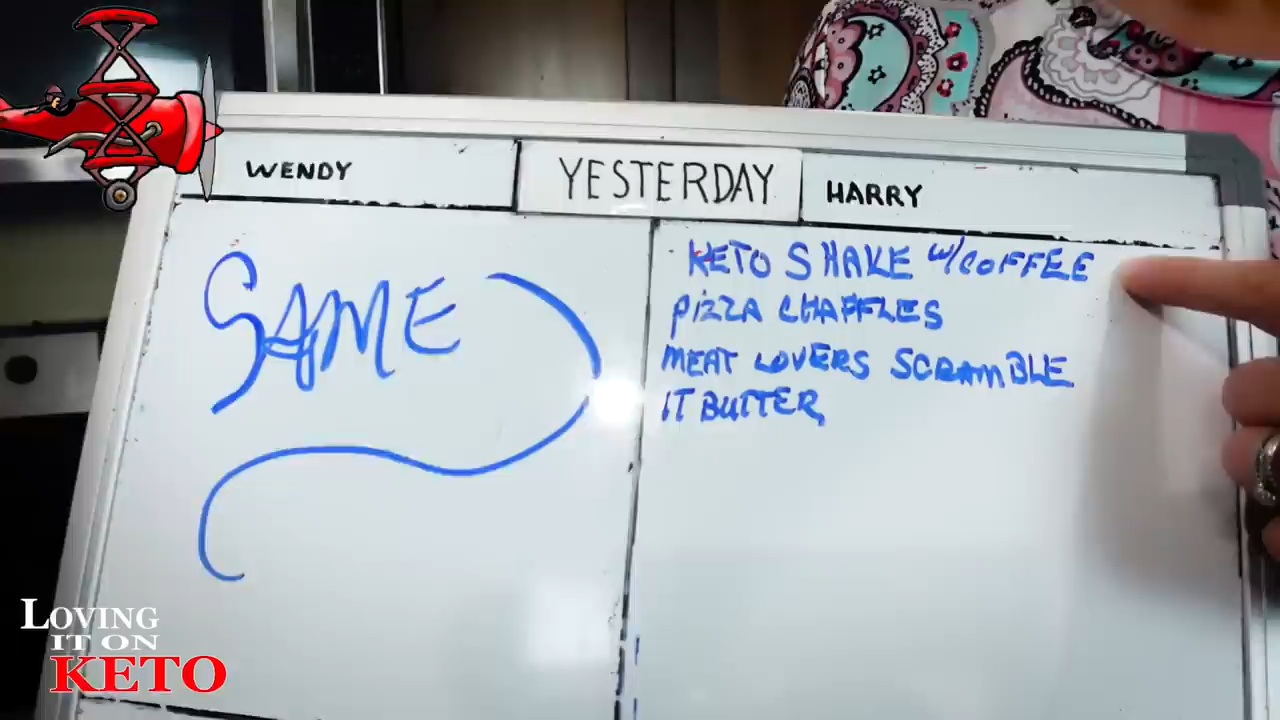 WENDY
YESTERDAY
HARRY
SAME
KETO SHAKE W/COFFEE
PIZZA CHAFFLES
MEAT LOVERS SCRAMBLE
IT BUTTER
LOVING
IT ON
KETO